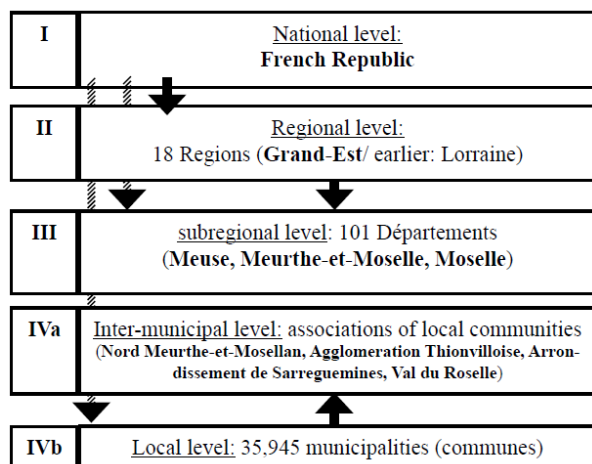 I
National level:
French Republic
II
Regional level:
18 Regions (Grand-Est/ earlier: Lorraine)
III
subregional level: 101 Départements
(Meuse, Meurthe-et-Moselle, Moselle)
IVa
Inter-municipal level: associations of local communities
(Nord Meurthe-et-Mosellan, Agglomeration Thionvilloise, Arron-
dissement de Sarreguemines, Val du Roselle)
IVb
Local level: 35,945 municipalities (communes)